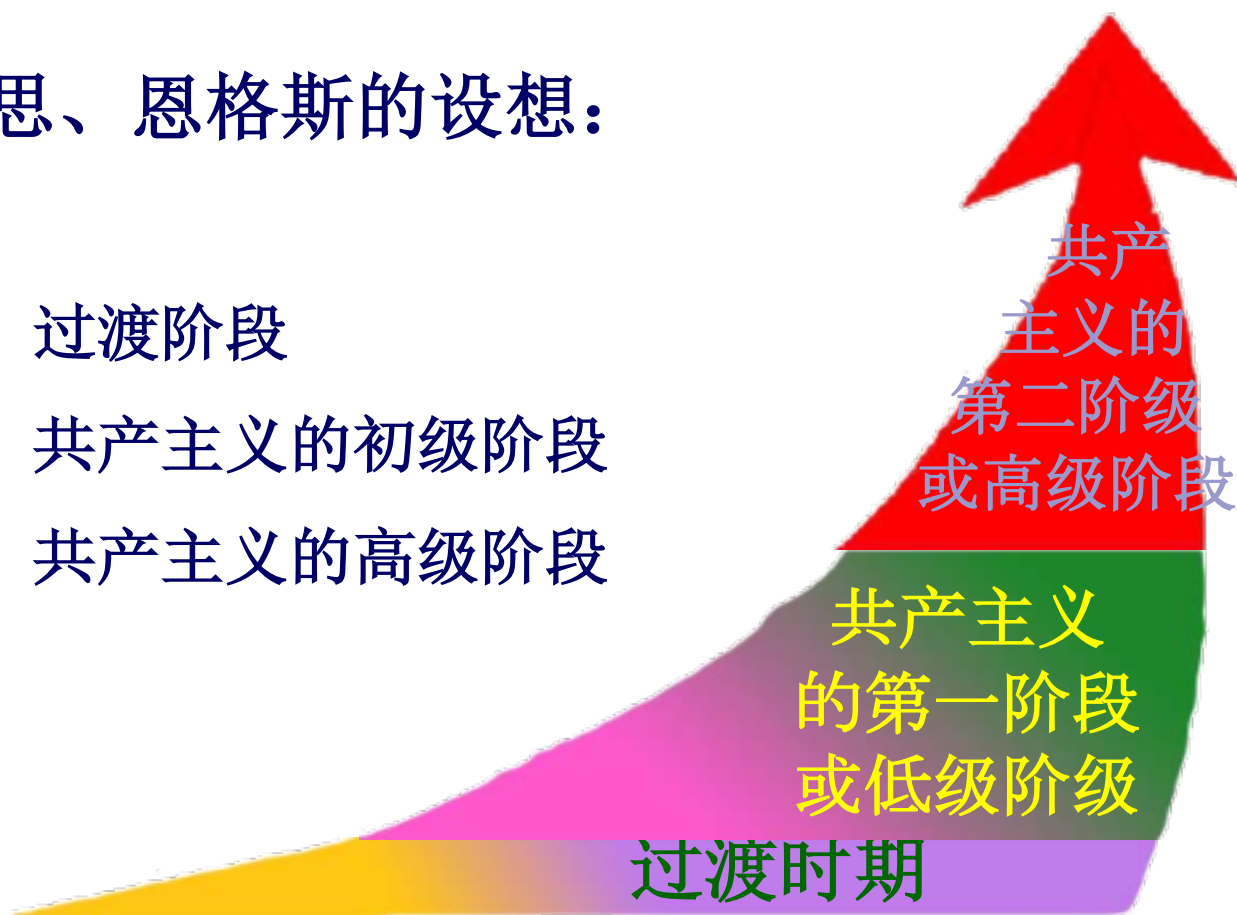 思、恩格斯的设想：
过渡阶段
共产主义的初级阶段
共产主义的高级阶段
共产
主义的
第二阶级
或高级阶段
共产主义
的第一阶段
或低级阶级
过渡时期